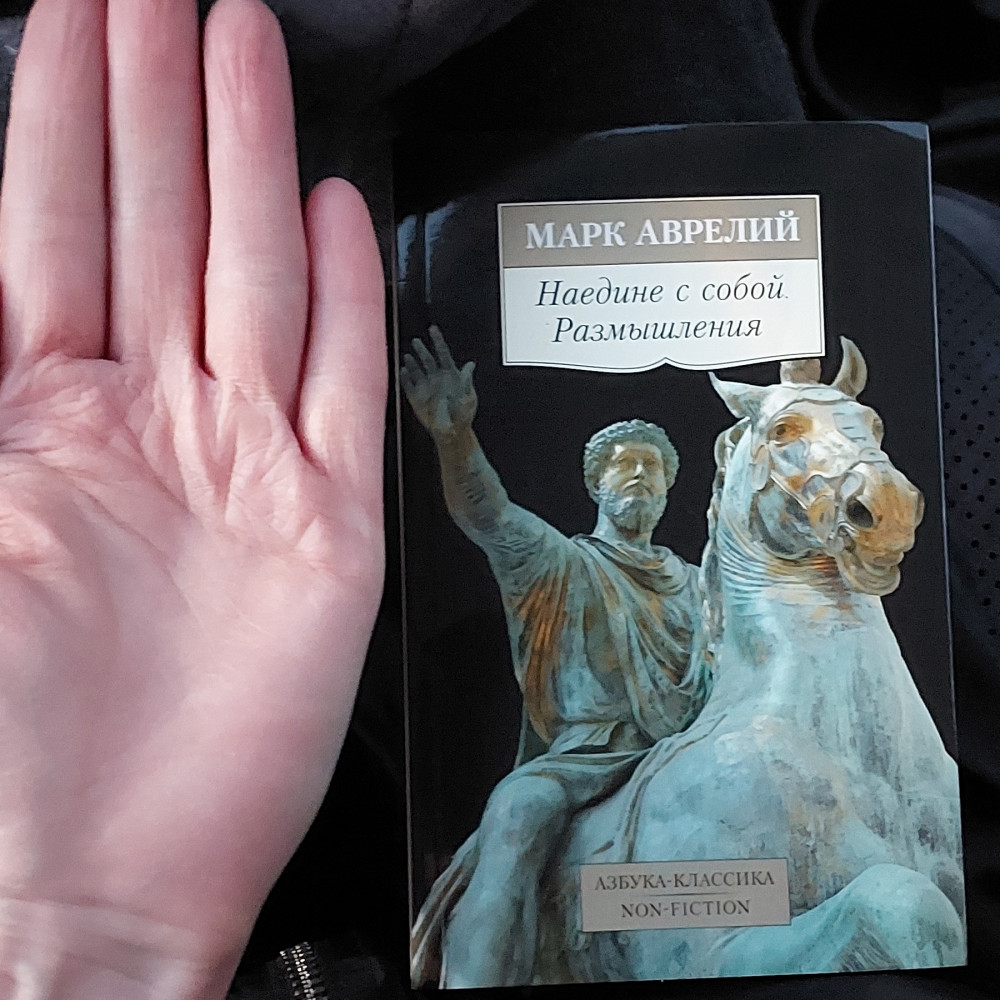 МАРК АВРЕЛИЙ
Наедине с собой.
Размышления
АЗБУКА-КЛАССИКА
NON-FICTION